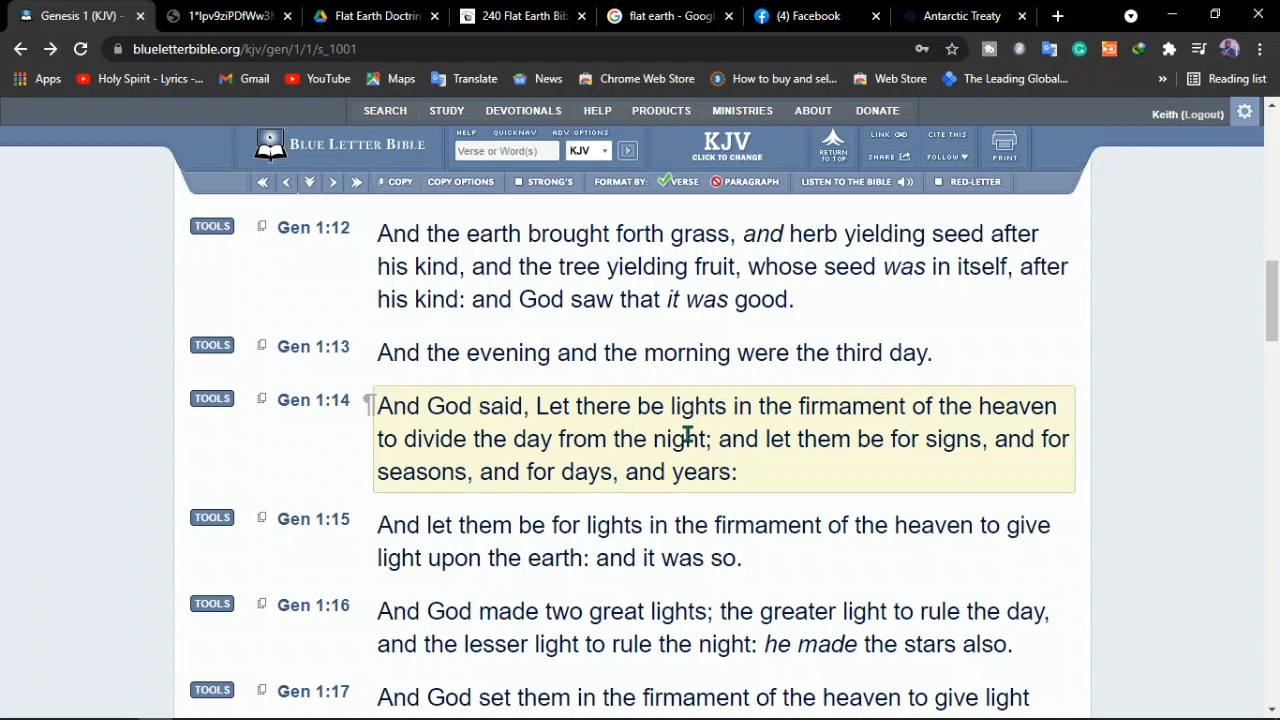 Genesis 1 (KJV)
1*Ipv9ziPDfWw3
Flat Earth Doctrin
240 Flat Earth Bib
flat earth - Googl
(4) Facebook
Antarctic Treaty
blueletterbible.org/kjv/gen/1/1/s_1001
Apps
Holy Spirit - Lyrics -...
Gmail
YouTube
Maps
Translate
News
Chrome Web Store
How to buy and sel...
Web Store
The Leading Global...
»
Reading list
SEARCH STUDY DEVOTIONALS HELP PRODUCTS MINISTRIES ABOUT DONATE
Keith (Logout)
BLUE LETTER BIBLE
HELP QUICKNAV ADV. OPTIONS
Verse or Word(s)
KJV
KJV
CLICK TO CHANGE
RETURN
TO TOP
LINK
CITE THIS
SHARE
FOLLOW
PRINT
COPY COPY OPTIONS STRONG'S FORMAT BY: VERSE PARAGRAPH LISTEN TO THE BIBLE RED-LETTER
TOOLS Gen 1:12 And the earth brought forth grass, and herb yielding seed after
his kind, and the tree yielding fruit, whose seed was in itself, after
his kind: and God saw that it was good.
TOOLS Gen 1:13 And the evening and the morning were the third day.
TOOLS Gen 1:14 ¶And God said, Let there be lights in the firmament of the heaven
to divide the day from the night; and let them be for signs, and for
seasons, and for days, and years:
TOOLS Gen 1:15 And let them be for lights in the firmament of the heaven to give
light upon the earth: and it was so.
TOOLS Gen 1:16 And God made two great lights; the greater light to rule the day,
and the lesser light to rule the night: he made the stars also.
TOOLS Gen 1:17 And God set them in the firmament of the heaven to give light